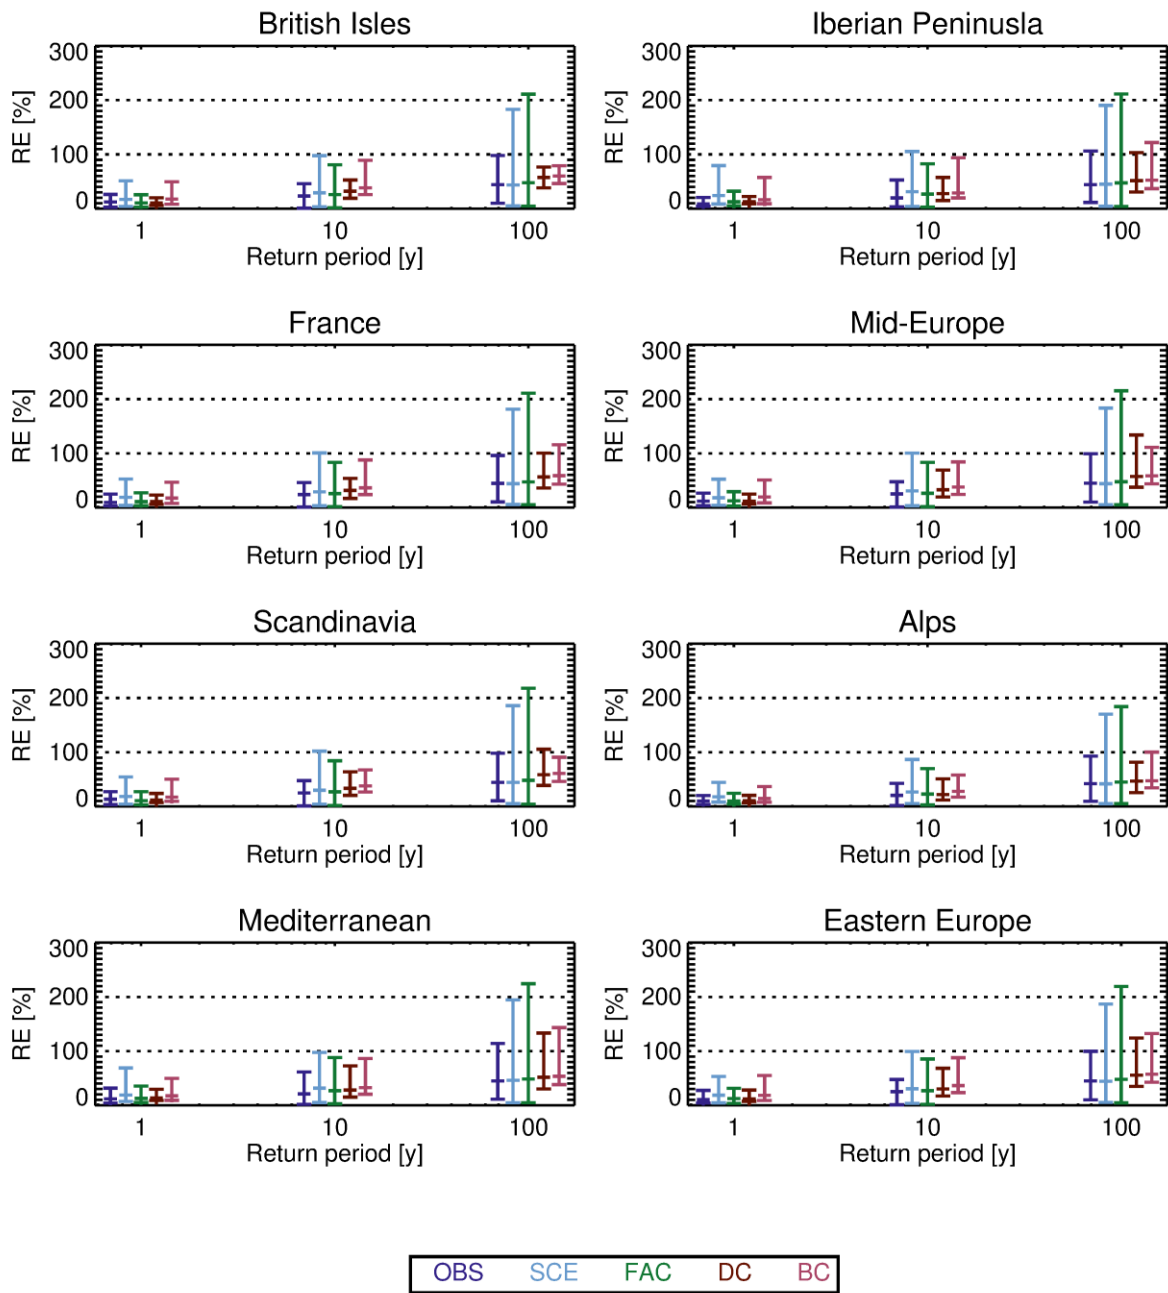 British Isles
300
200
100
0
RE [%]
1 10 100
Return period [y]
Iberian Peninusla
300
200
100
0
RE [%]
1 10 100
Return period [y]
France
300
200
100
0
RE [%]
1 10 100
Return period [y]
Mid-Europe
300
200
100
0
RE [%]
1 10 100
Return period [y]
Scandinavia
300
200
100
0
RE [%]
1 10 100
Return period [y]
Alps
300
200
100
0
RE [%]
1 10 100
Return period [y]
Mediterranean
300
200
100
0
RE [%]
1 10 100
Return period [y]
Eastern Europe
300
200
100
0
RE [%]
1 10 100
Return period [y]
OBS SCE FAC DC BC